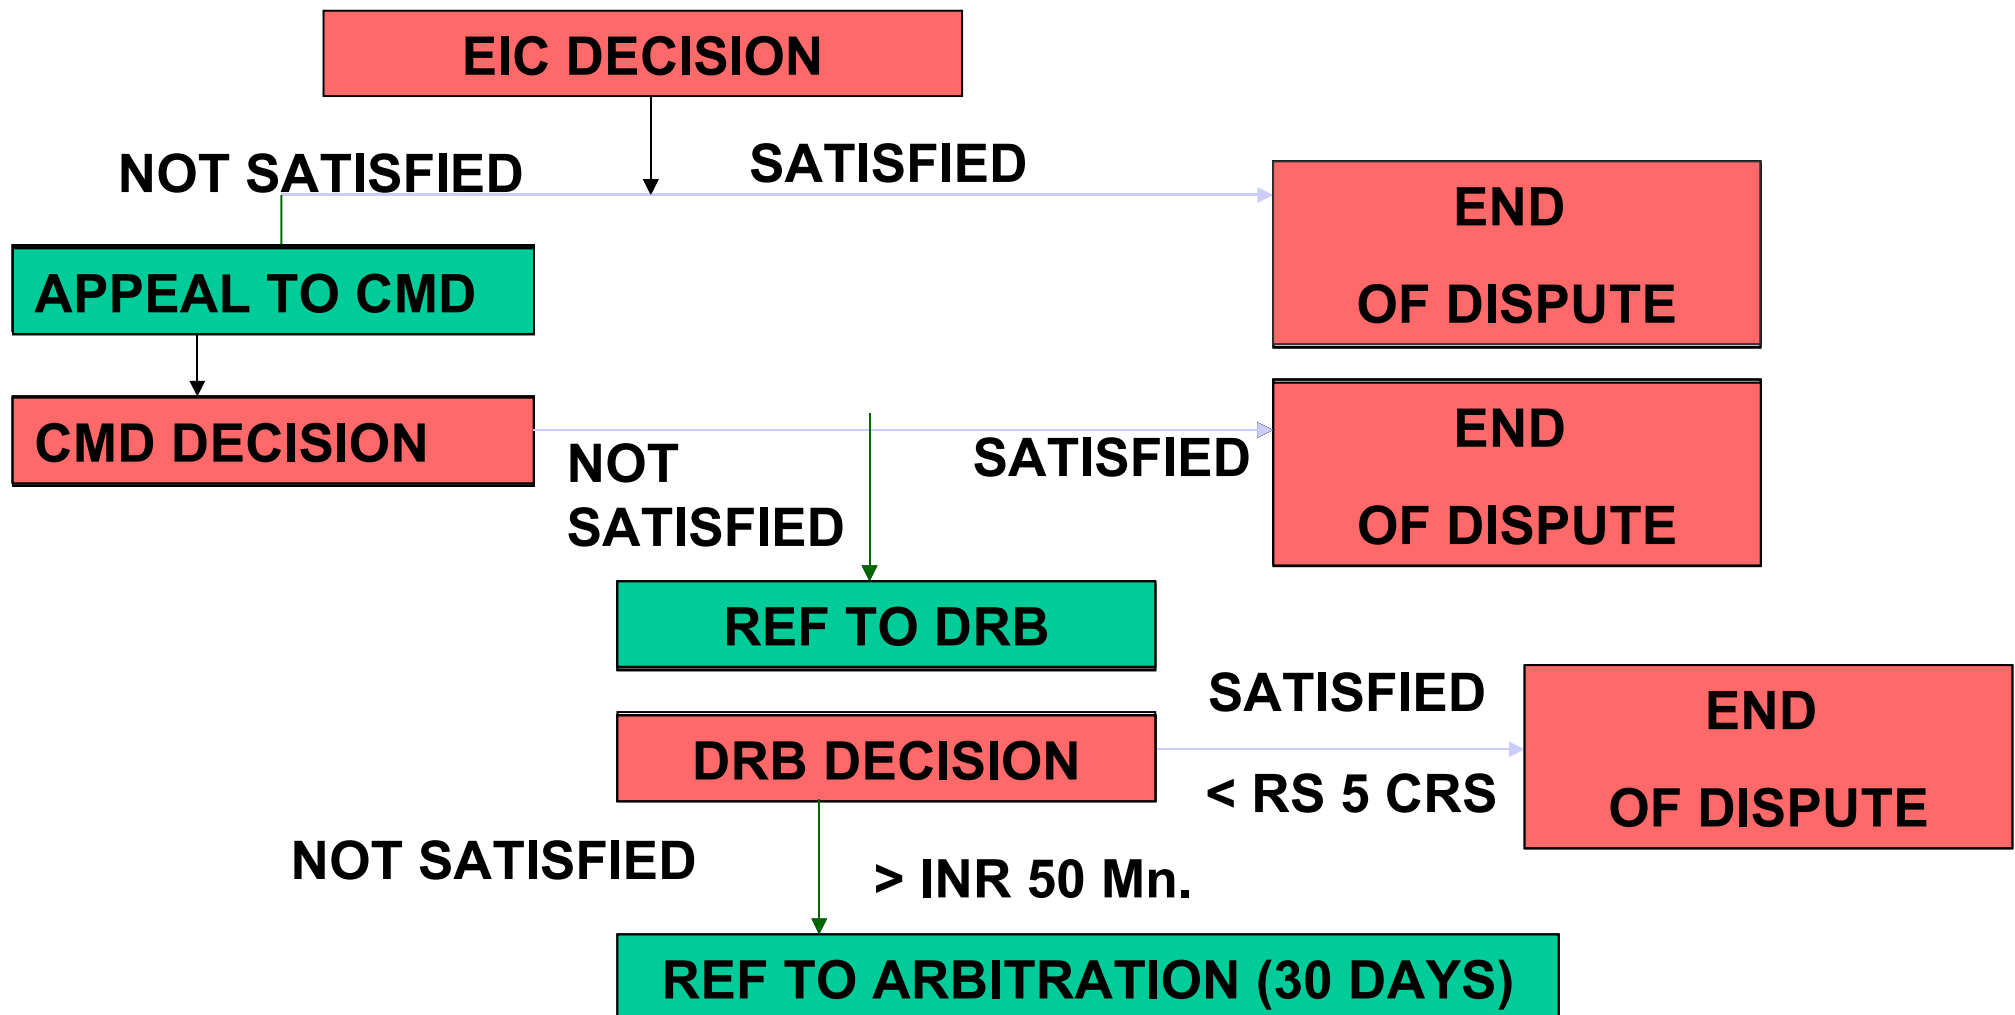 EIC DECISION
NOT SATISFIED
SATISFIED
END
OF DISPUTE
APPEAL TO CMD
CMD DECISION
NOT
SATISFIED
SATISFIED
END
OF DISPUTE
REF TO DRB
DRB DECISION
SATISFIED
< RS 5 CRS
END
OF DISPUTE
NOT SATISFIED
> INR 50 Mn.
REF TO ARBITRATION (30 DAYS)